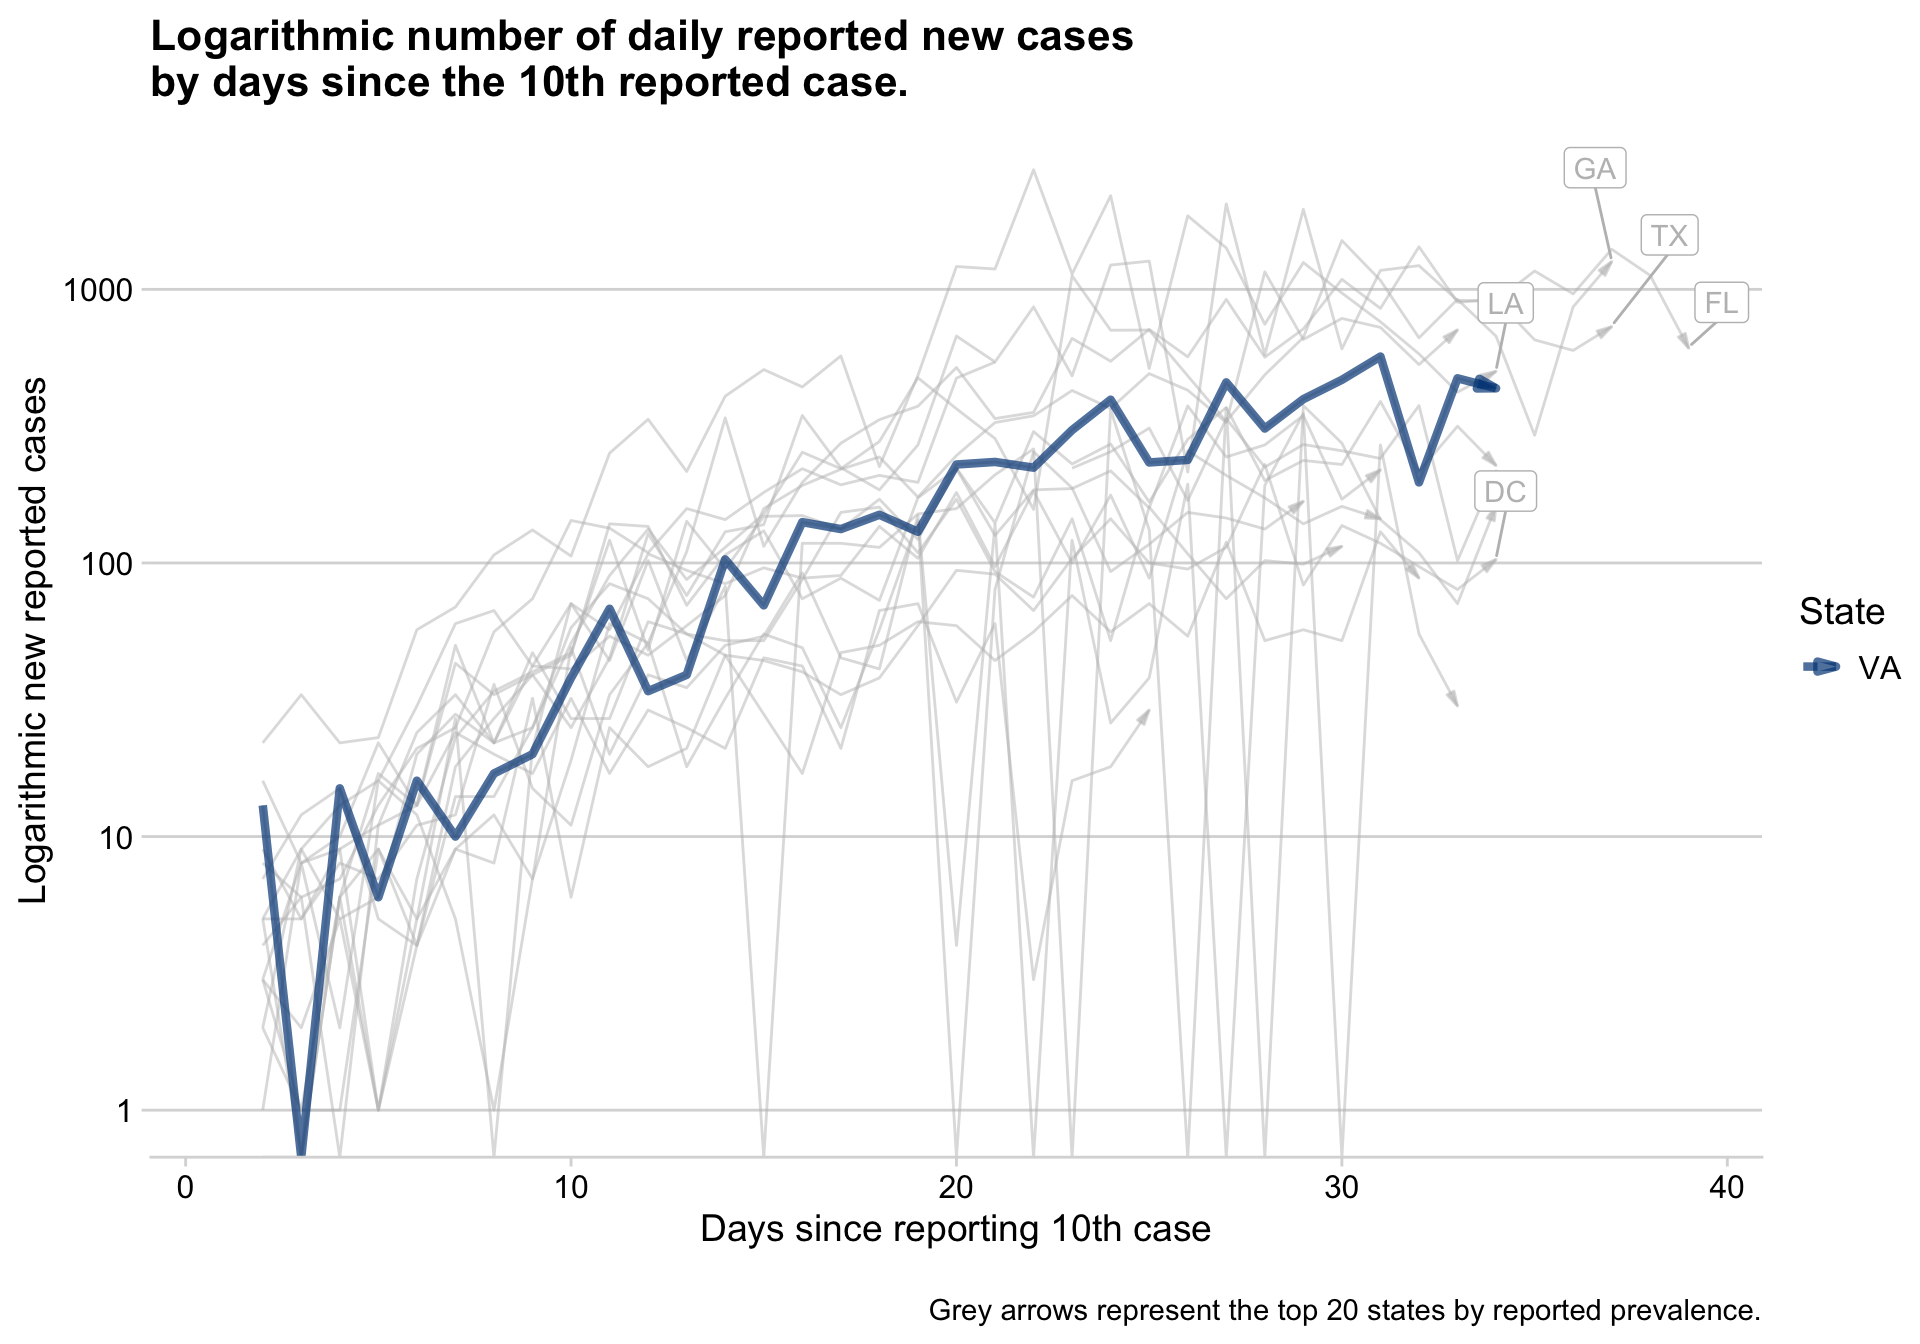 Logarithmic number of daily reported new cases
by days since the 10th reported case.
GA
TX
LA
FL
DC
1000
100
10
1
Logarithmic new reported cases
0 10 20 30 40
Days since reporting 10th case
State
VA
Grey arrows represent the top 20 states by reported prevalence.